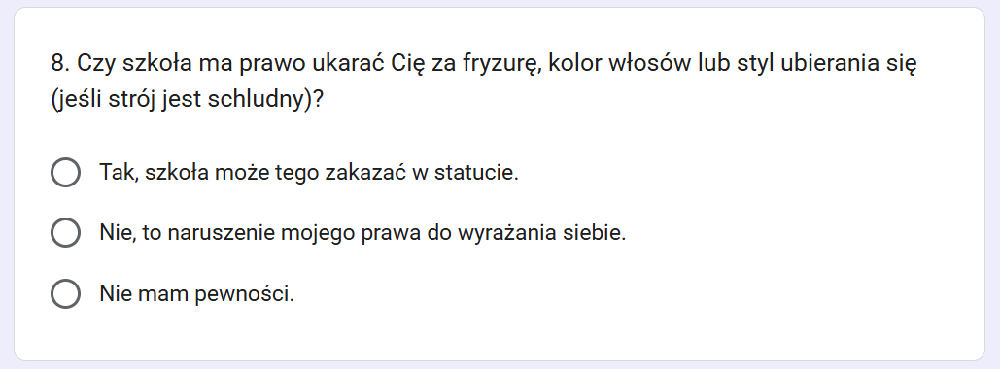 8. Czy szkoła ma prawo ukarać Cię za fryzurę, kolor włosów lub styl ubierania się
(jeśli strój jest schludny)?
Tak, szkoła może tego zakazać w statucie.
Nie, to naruszenie mojego prawa do wyrażania siebie.
Nie mam pewności.